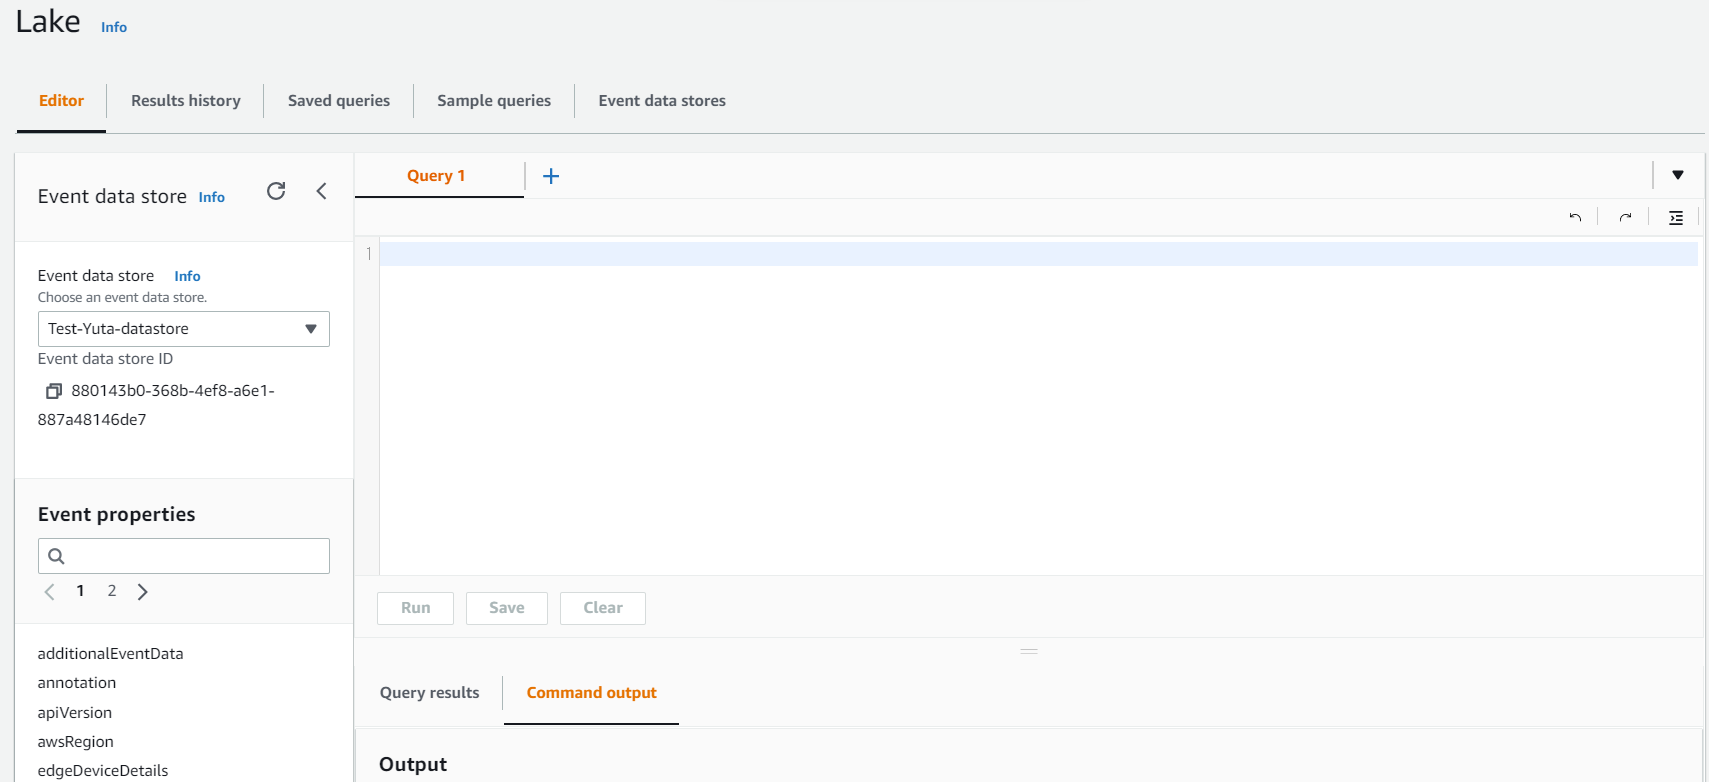 Lake Info
Editor Results history Saved queries Sample queries Event data stores
Event data store Info
Event data store Info
Choose an event data store.
Test-Yuta-datastore
Event data store ID
880143b0-368b-4ef8-a6e1-
887a48146de7
Event properties
1 2
additionalEventData
annotation
apiVersion
awsRegion
edgeDeviceDetails
Query 1
1
Run Save Clear
Query results Command output
Output